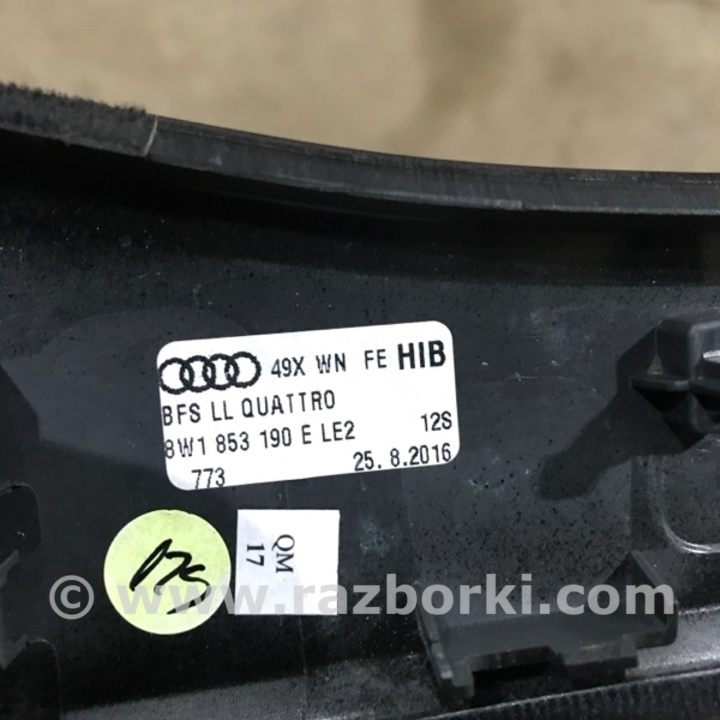 49X WN FE HIB
BFS LL QUATTRO
8W1 853 190 E LE2 12S
773 25. 8.2016
QM
17
© www.razborki.com